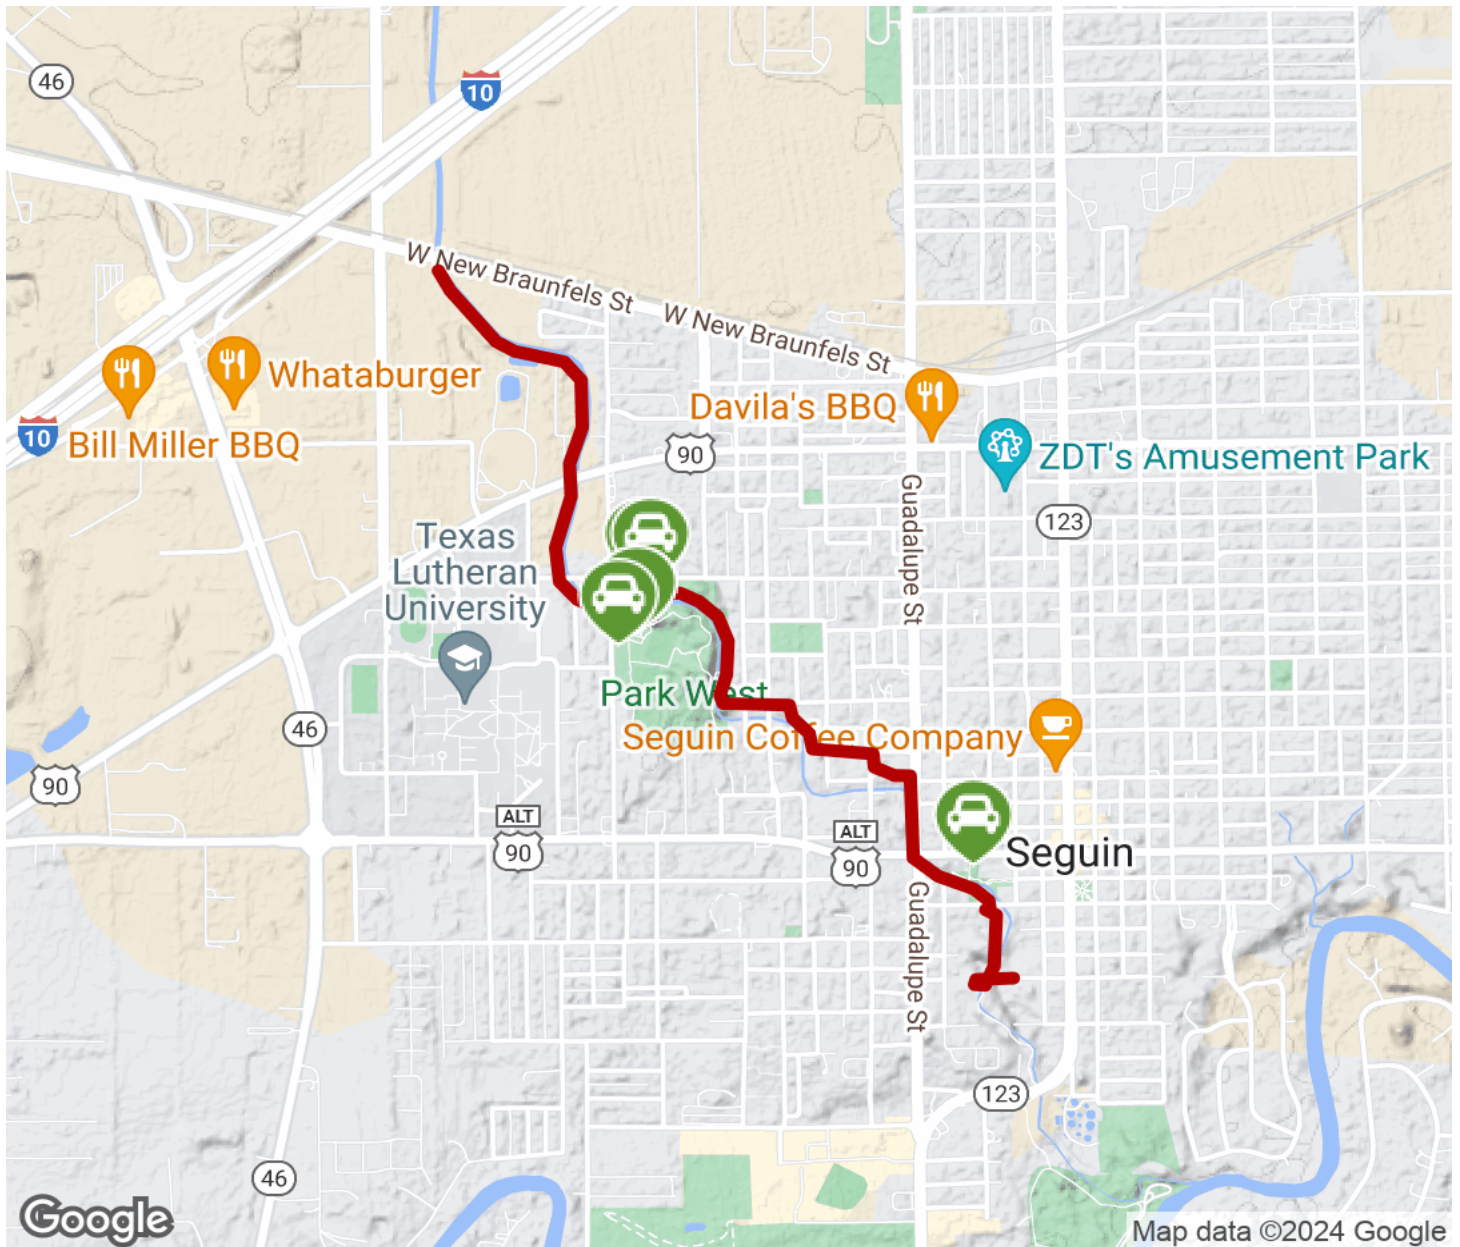 46
10
W New Braunfels St
W New Braunfels St
Whataburger
10
Bill Miller BBQ
Davila's BBQ
90
ZDT's Amusement Park
Guadalupe St
123
Texas
Lutheran
University
Park West
46
Seguin Coffee Company
90
ALT
90
ALT
90
Seguin
Guadalupe St
123
46
Google
Map data ©2024 Google